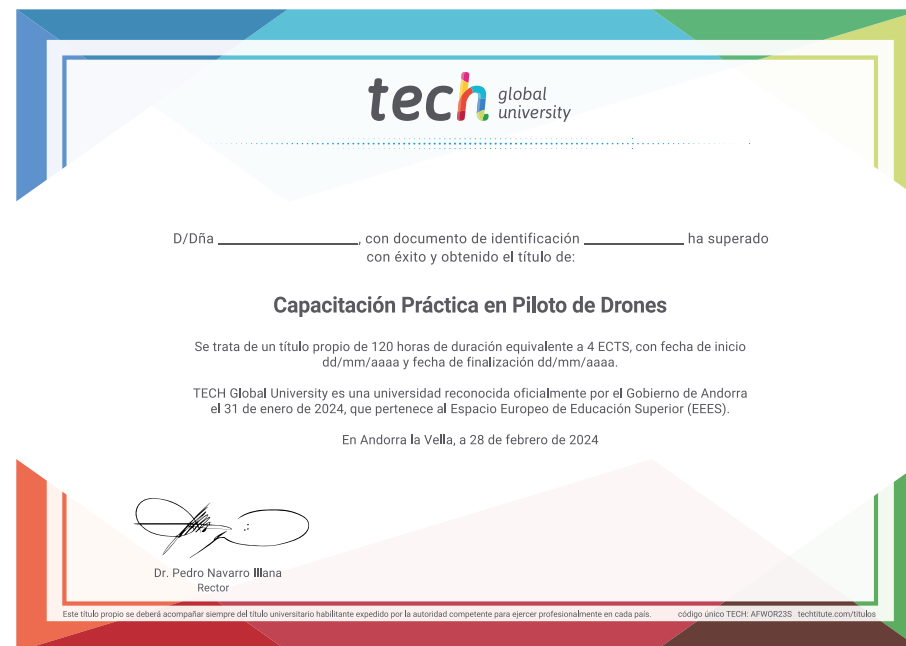 tech global university
D/Dña ____________________, con documento de identificación ______________ ha superado
con éxito y obtenido el título de:
Capacitación Práctica en Piloto de Drones
Se trata de un título propio de 120 horas de duración equivalente a 4 ECTS, con fecha de inicio
dd/mm/aaaa y fecha de finalización dd/mm/aaaa.
TECH Global University es una universidad reconocida oficialmente por el Gobierno de Andorra
el 31 de enero de 2024, que pertenece al Espacio Europeo de Educación Superior (EEES).
En Andorra la Vella, a 28 de febrero de 2024
Dr. Pedro Navarro Illana
Rector
Este título propio se deberá acompañar siempre del título universitario habilitante expedido por la autoridad competente para ejercer profesionalmente en cada país. código único TECH: AFWOR23S techtitute.com/titulos